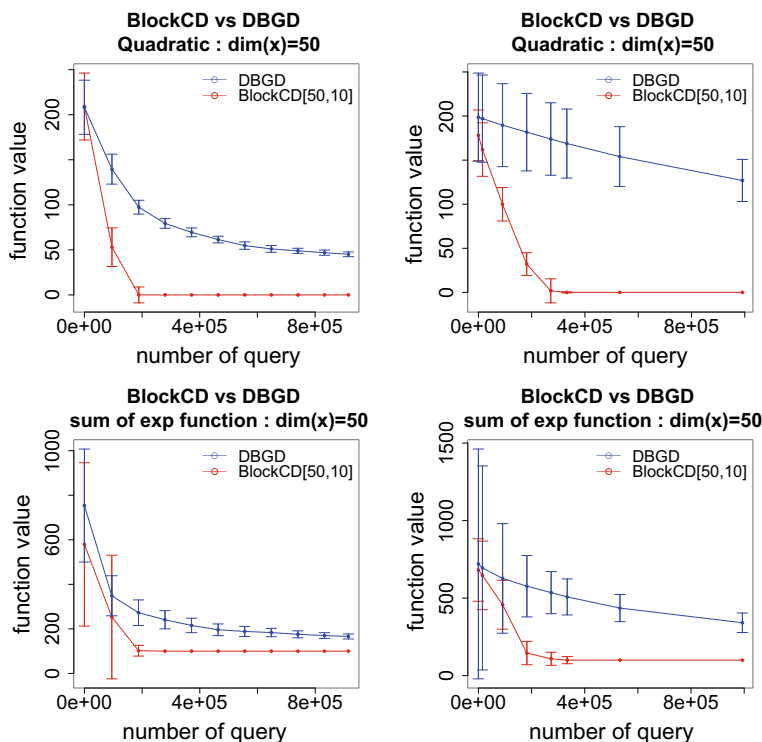 BlockCD vs DBGD
Quadratic : dim(x)=50
DBGD
BlockCD[50,10]
function value
200
100
50
0
0e+00 4e+05 8e+05
number of query
BlockCD vs DBGD
Quadratic : dim(x)=50
DBGD
BlockCD[50,10]
function value
200
100
50
0
0e+00 4e+05 8e+05
number of query
BlockCD vs DBGD
sum of exp function : dim(x)=50
DBGD
BlockCD[50,10]
function value
1000
600
200
0
0e+00 4e+05 8e+05
number of query
BlockCD vs DBGD
sum of exp function : dim(x)=50
DBGD
BlockCD[50,10]
function value
1500
1000
500
0
0e+00 4e+05 8e+05
number of query